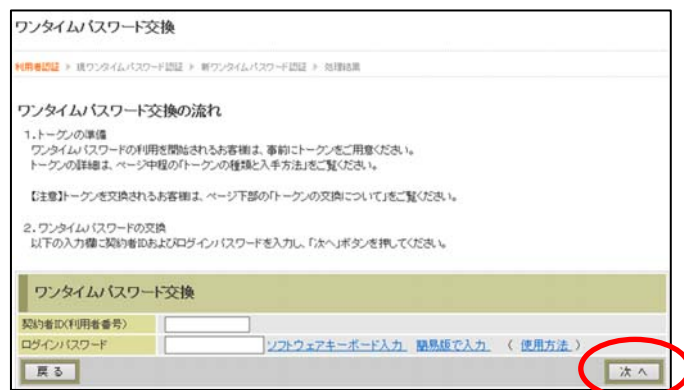 ワンタイムパスワード交換
利用者認証 > 現ワンタイムパスワード認証 > 新ワンタイムパスワード認証 > 処理結果
ワンタイムパスワード交換の流れ
1.トークンの準備
ワンタイムパスワードの利用を開始されるお客様は、事前にトークンをご用意ください。
トークンの詳細は、ページ中程の「トークンの種類と入手方法」をご覧ください。
【注意】トークンを交換されるお客様は、ページ下部の「トークンの交換について」をご覧ください。
2.ワンタイムパスワードの交換
以下の入力欄に契約者IDおよびログインパスワードを入力し、「次へ」ボタンを押してください。
ワンタイムパスワード交換
契約者ID(利用者番号)
ログインパスワード ソフトウェアキーボード入力 簡易版で入力 ( 使用方法 )
戻る 次へ